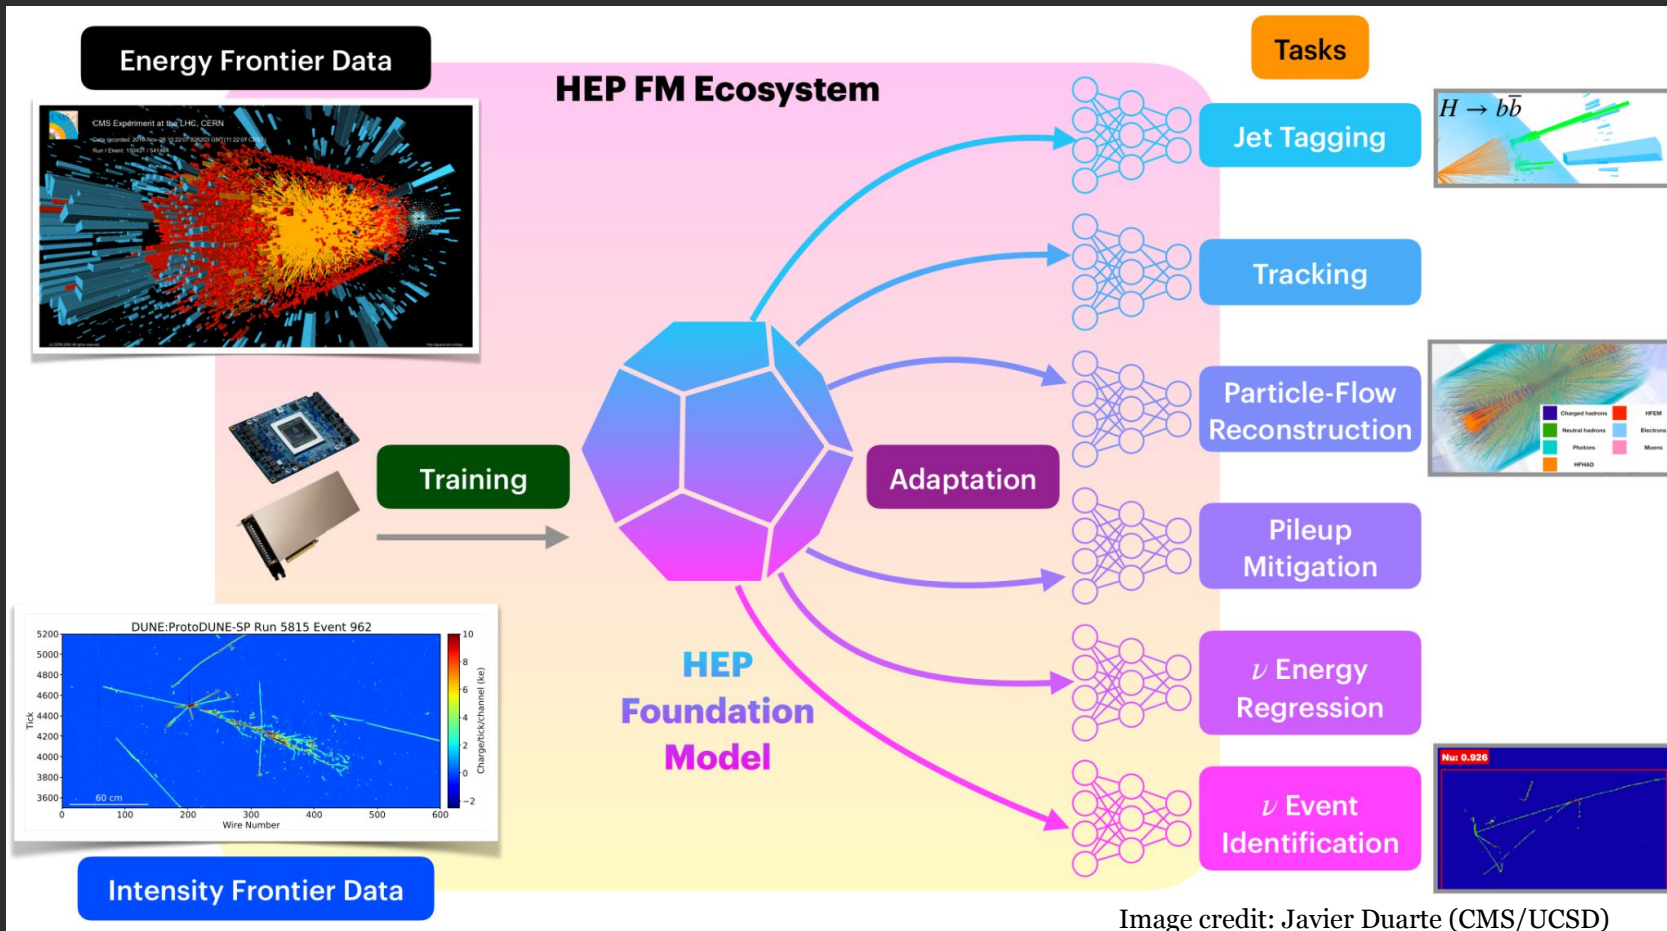 Energy Frontier Data
HEP FM Ecosystem
Tasks
CMS Experiment at the LHC, CERN
H → bb̄
Jet Tagging
Tracking
Particle-Flow
Reconstruction
Charged hadrons
HFEM
Neutral hadrons
Electrons
Photons
Muons
HFHAD
Training
Adaptation
Pileup
Mitigation
HEP
Foundation
Model
ν Energy
Regression
ν Event
Identification
Nu: 0.926
DUNE:ProtoDUNE-SP Run 5815 Event 962
5200
5000
4800
4600
4400
4200
4000
3800
3600
Tick
60 cm
0 100 200 300 400 500 600
Wire Number
10
8
6
4
2
0
−2
Charge/tick/channel (ke)
Intensity Frontier Data
Image credit: Javier Duarte (CMS/UCSD)